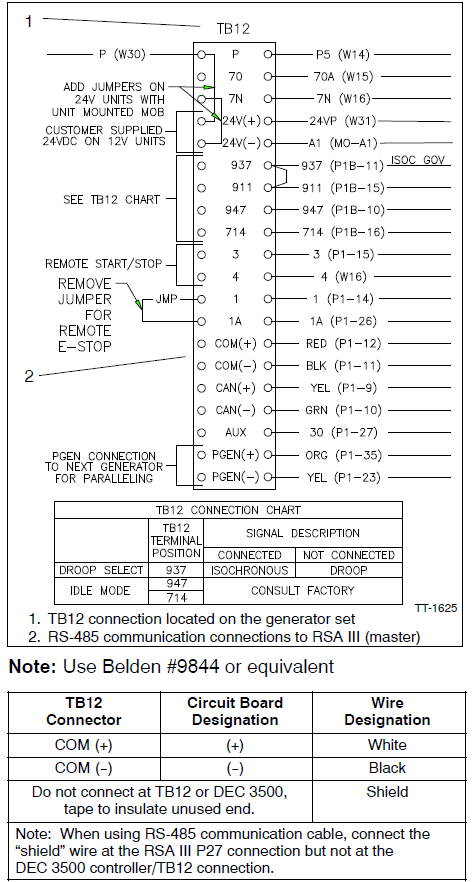 1
TB12
P (W30) P P5 (W14)
70 70A (W15)
ADD JUMPERS ON
24V UNITS WITH
UNIT MOUNTED MOB
7N 7N (W16)
24V(+) 24VP (W31)
CUSTOMER SUPPLIED
24VDC ON 12V UNITS
24V(-) A1 (MO-A1)
937 937 (P1B-11) ISOC GOV
911 911 (P1B-15)
SEE TB12 CHART
947 947 (P1B-10)
714 714 (P1B-16)
3 3 (P1-15)
REMOTE START/STOP
4 4 (W16)
REMOVE
JUMPER
FOR
REMOTE
E-STOP
JMP
1 1 (P1-14)
1A 1A (P1-26)
COM(+) RED (P1-12)
COM(-) BLK (P1-11)
2
CAN(+) YEL (P1-9)
CAN(-) GRN (P1-10)
AUX 30 (P1-27)
PGEN CONNECTION
TO NEXT GENERATOR
FOR PARALLELING
PGEN(+) ORG (P1-35)
PGEN(-) YEL (P1-23)
TB12 CONNECTION CHART
TB12
TERMINAL
POSITION
SIGNAL DESCRIPTION
CONNECTED NOT CONNECTED
DROOP SELECT 937 ISOCHRONOUS DROOP
IDLE MODE 947 714 CONSULT FACTORY
TT-1625
1. TB12 connection located on the generator set
2. RS-485 communication connections to RSA III (master)
Note: Use Belden #9844 or equivalent
TB12
Connector
Circuit Board
Designation
Wire
Designation
COM (+) (+) White
COM (−) (−) Black
Do not connect at TB12 or DEC 3500,
tape to insulate unused end.
Shield
Note: When using RS-485 communication cable, connect the
“shield” wire at the RSA III P27 connection but not at the
DEC 3500 controller/TB12 connection.